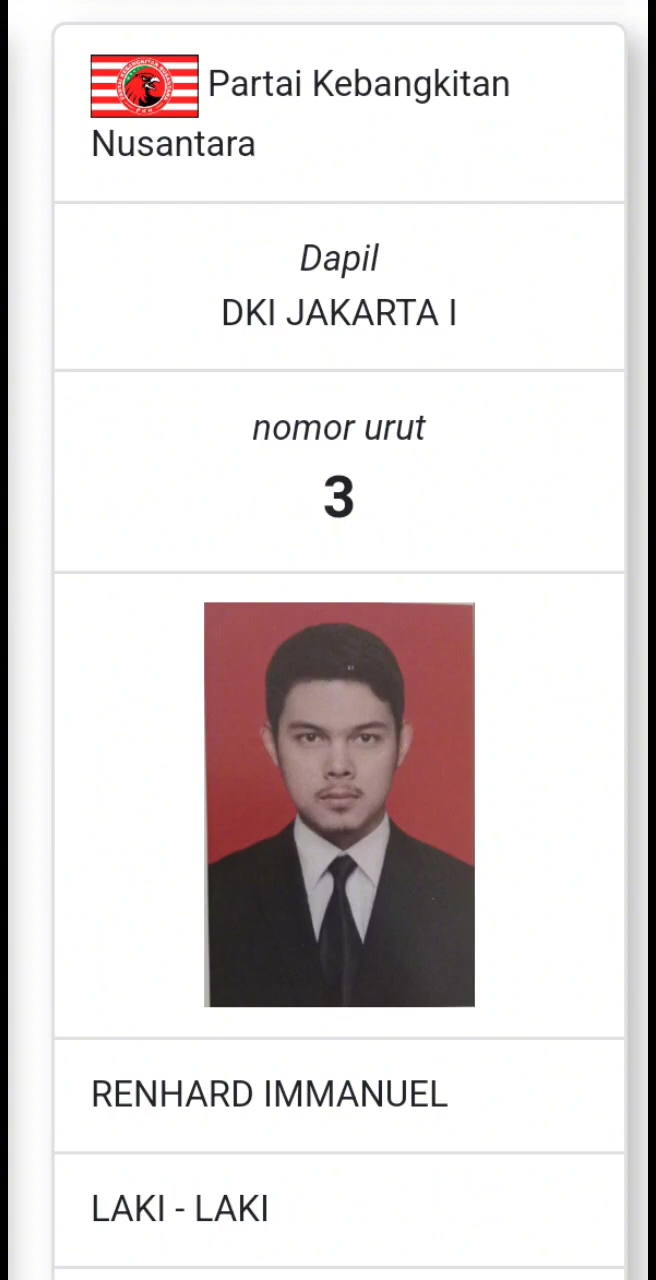 Partai Kebangkitan
Nusantara
Dapil
DKI JAKARTA I
nomor urut
3
RENHARD IMMANUEL
LAKI - LAKI